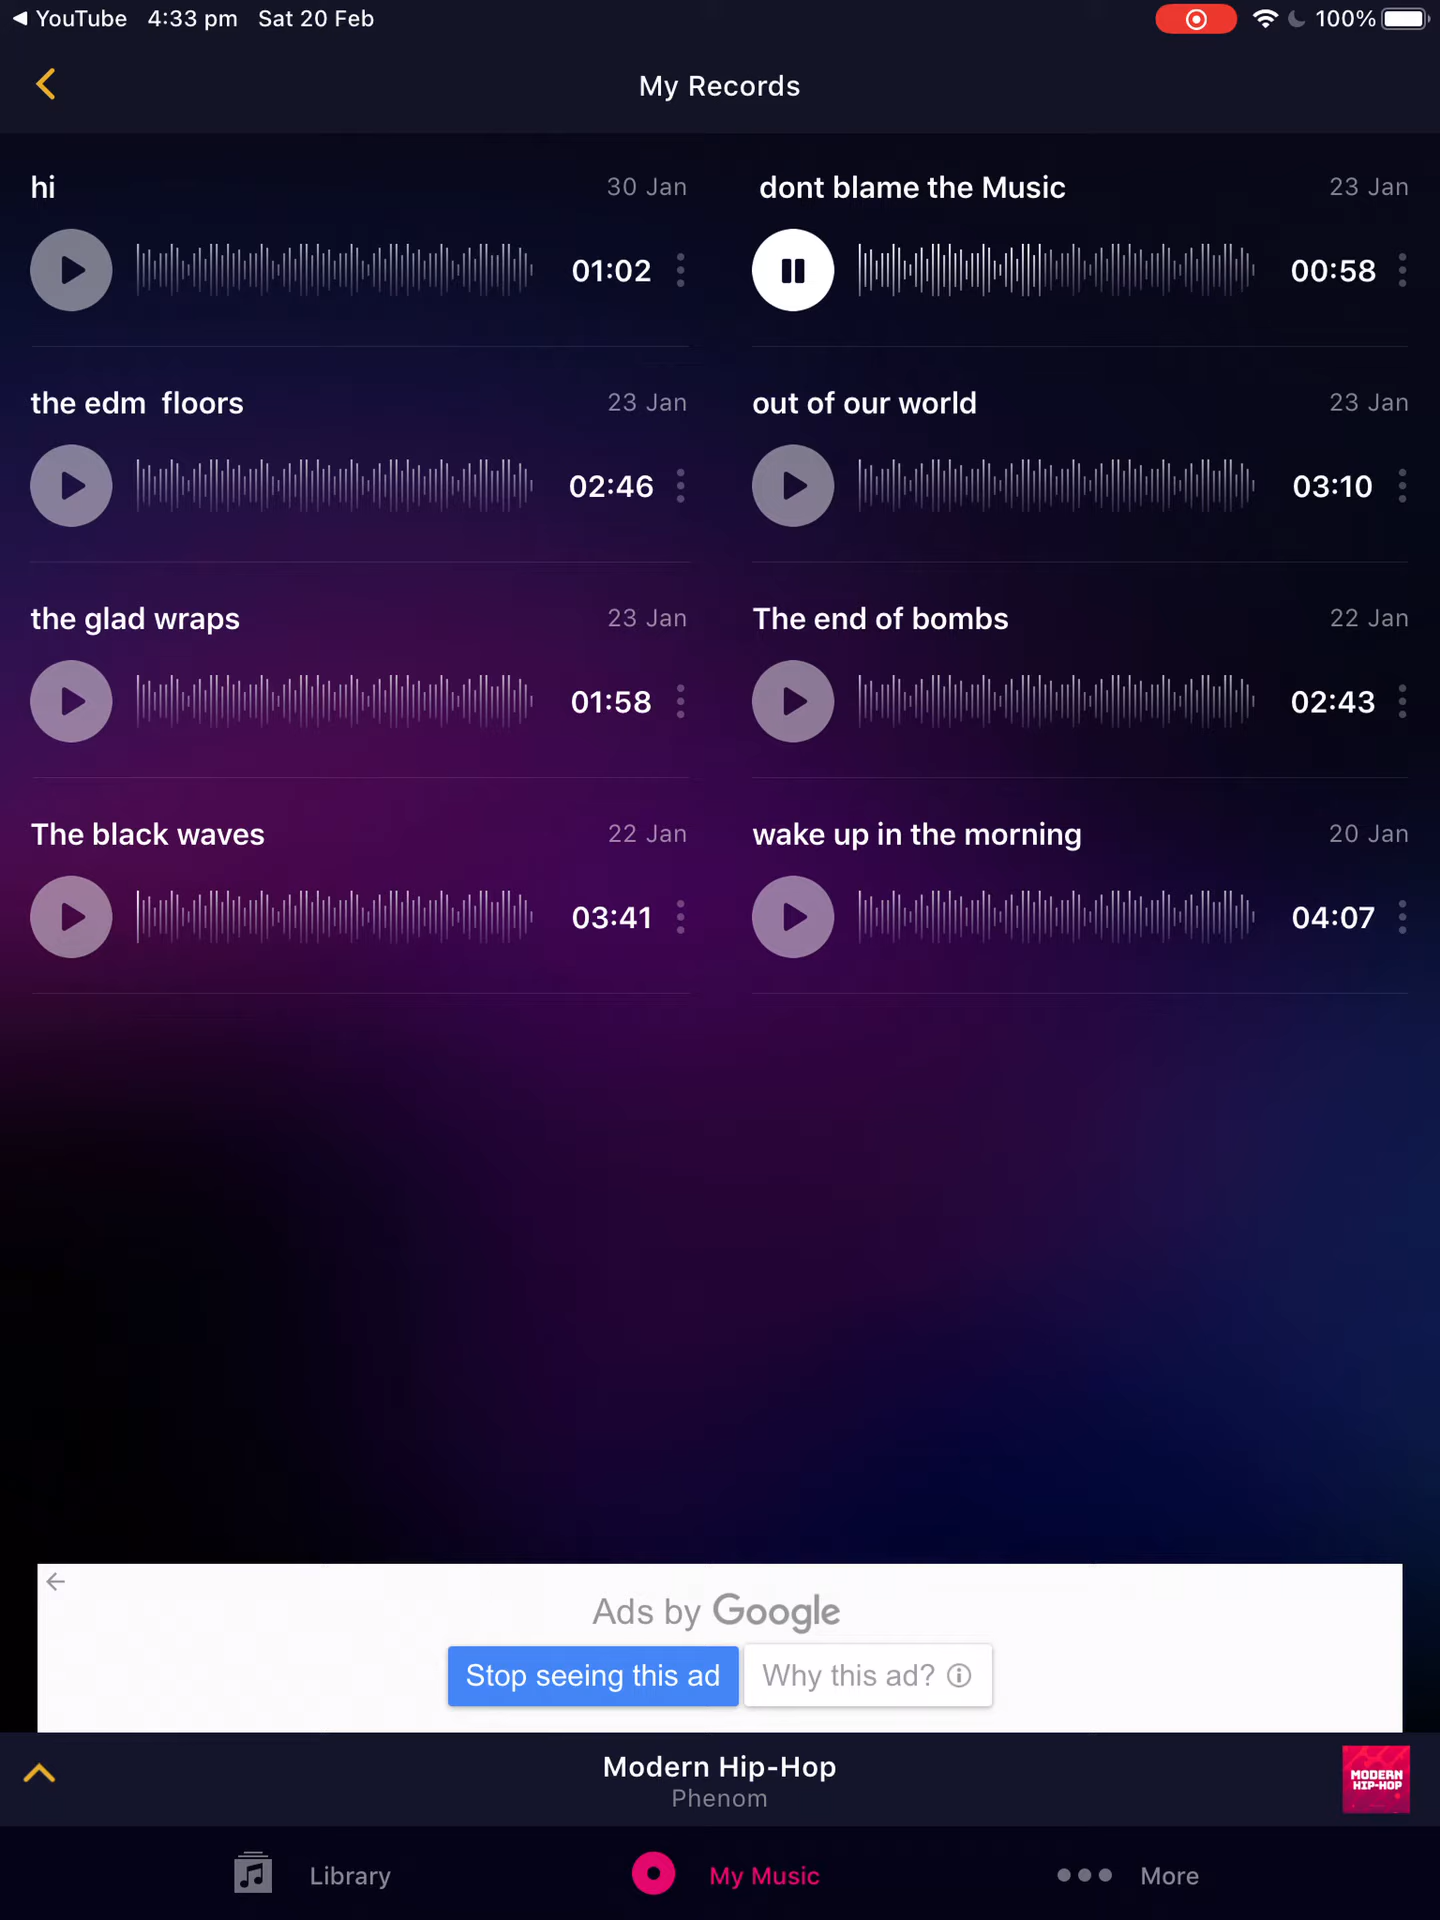 YouTube 4:33 pm Sat 20 Feb 100%
My Records
hi 30 Jan
01:02
dont blame the Music 23 Jan
00:58
the edm floors 23 Jan
02:46
out of our world 23 Jan
03:10
the glad wraps 23 Jan
01:58
The end of bombs 22 Jan
02:43
The black waves 22 Jan
03:41
wake up in the morning 20 Jan
04:07
Ads by Google
Stop seeing this ad Why this ad?
Modern Hip-Hop
Phenom
MODERN
HIP-HOP
Library My Music More